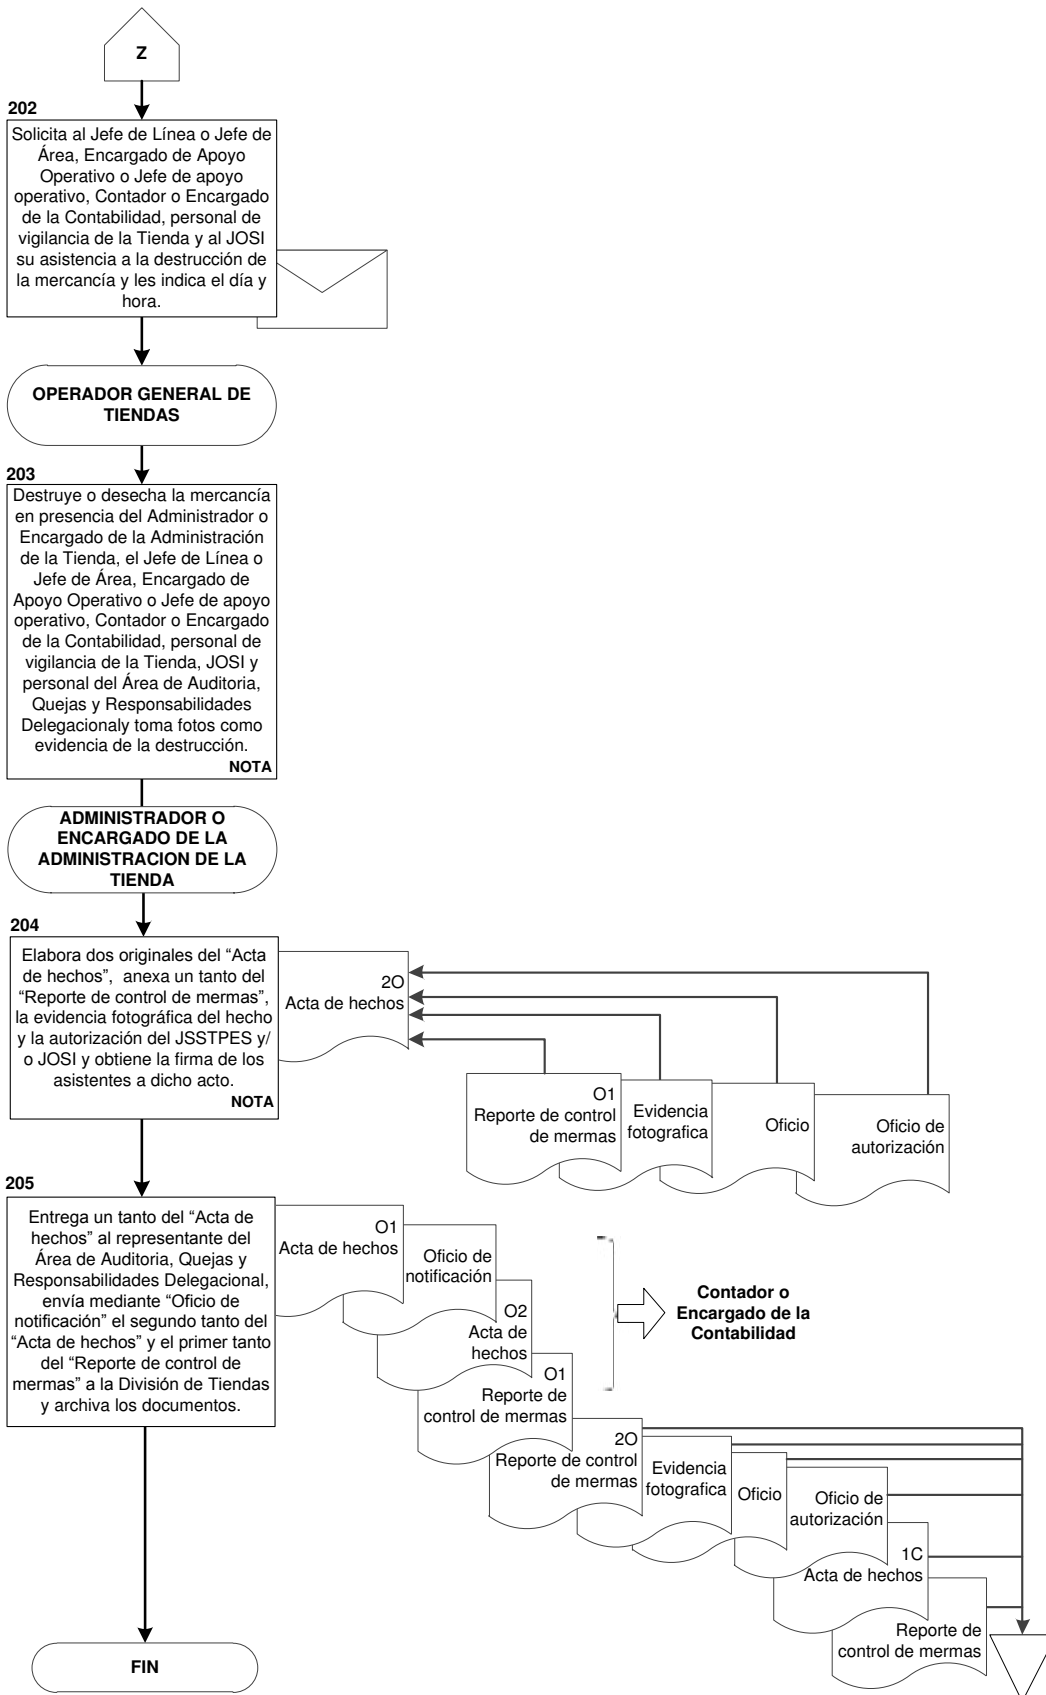 Z
202
Solicita al Jefe de Línea o Jefe de
Área, Encargado de Apoyo
Operativo o Jefe de apoyo
operativo, Contador o Encargado
de la Contabilidad, personal de
vigilancia de la Tienda y al JOSI
su asistencia a la destrucción de
la mercancía y les indica el día y
hora.
OPERADOR GENERAL DE
TIENDAS
203
Destruye o desecha la mercancía
en presencia del Administrador o
Encargado de la Administración
de la Tienda, el Jefe de Línea o
Jefe de Área, Encargado de
Apoyo Operativo o Jefe de apoyo
operativo, Contador o Encargado
de la Contabilidad, personal de
vigilancia de la Tienda, JOSI y
personal del Área de Auditoria,
Quejas y Responsabilidades
Delegacionaly toma fotos como
evidencia de la destrucción.
NOTA
ADMINISTRADOR O
ENCARGADO DE LA
ADMINISTRACION DE LA
TIENDA
204
Elabora dos originales del “Acta
de hechos”, anexa un tanto del
“Reporte de control de mermas”,
la evidencia fotográfica del hecho
y la autorización del JSSTPES y/
o JOSI y obtiene la firma de los
asistentes a dicho acto.
NOTA
2O
Acta de hechos
O1
Reporte de control
de mermas
Evidencia
fotografica
Oficio
Oficio de
autorización
205
Entrega un tanto del “Acta de
hechos” al representante del
Área de Auditoria, Quejas y
Responsabilidades Delegacional,
envía mediante “Oficio de
notificación” el segundo tanto del
“Acta de hechos” y el primer tanto
del “Reporte de control de
mermas” a la División de Tiendas
y archiva los documentos.
O1
Acta de hechos
Oficio de
notificación
O2
Acta de
hechos
O1
Reporte de
control de mermas
Contador o
Encargado de la
Contabilidad
2O
Reporte de control
de mermas
Evidencia
fotografica
Oficio
Oficio de
autorización
1C
Acta de hechos
Reporte de
control de mermas
FIN